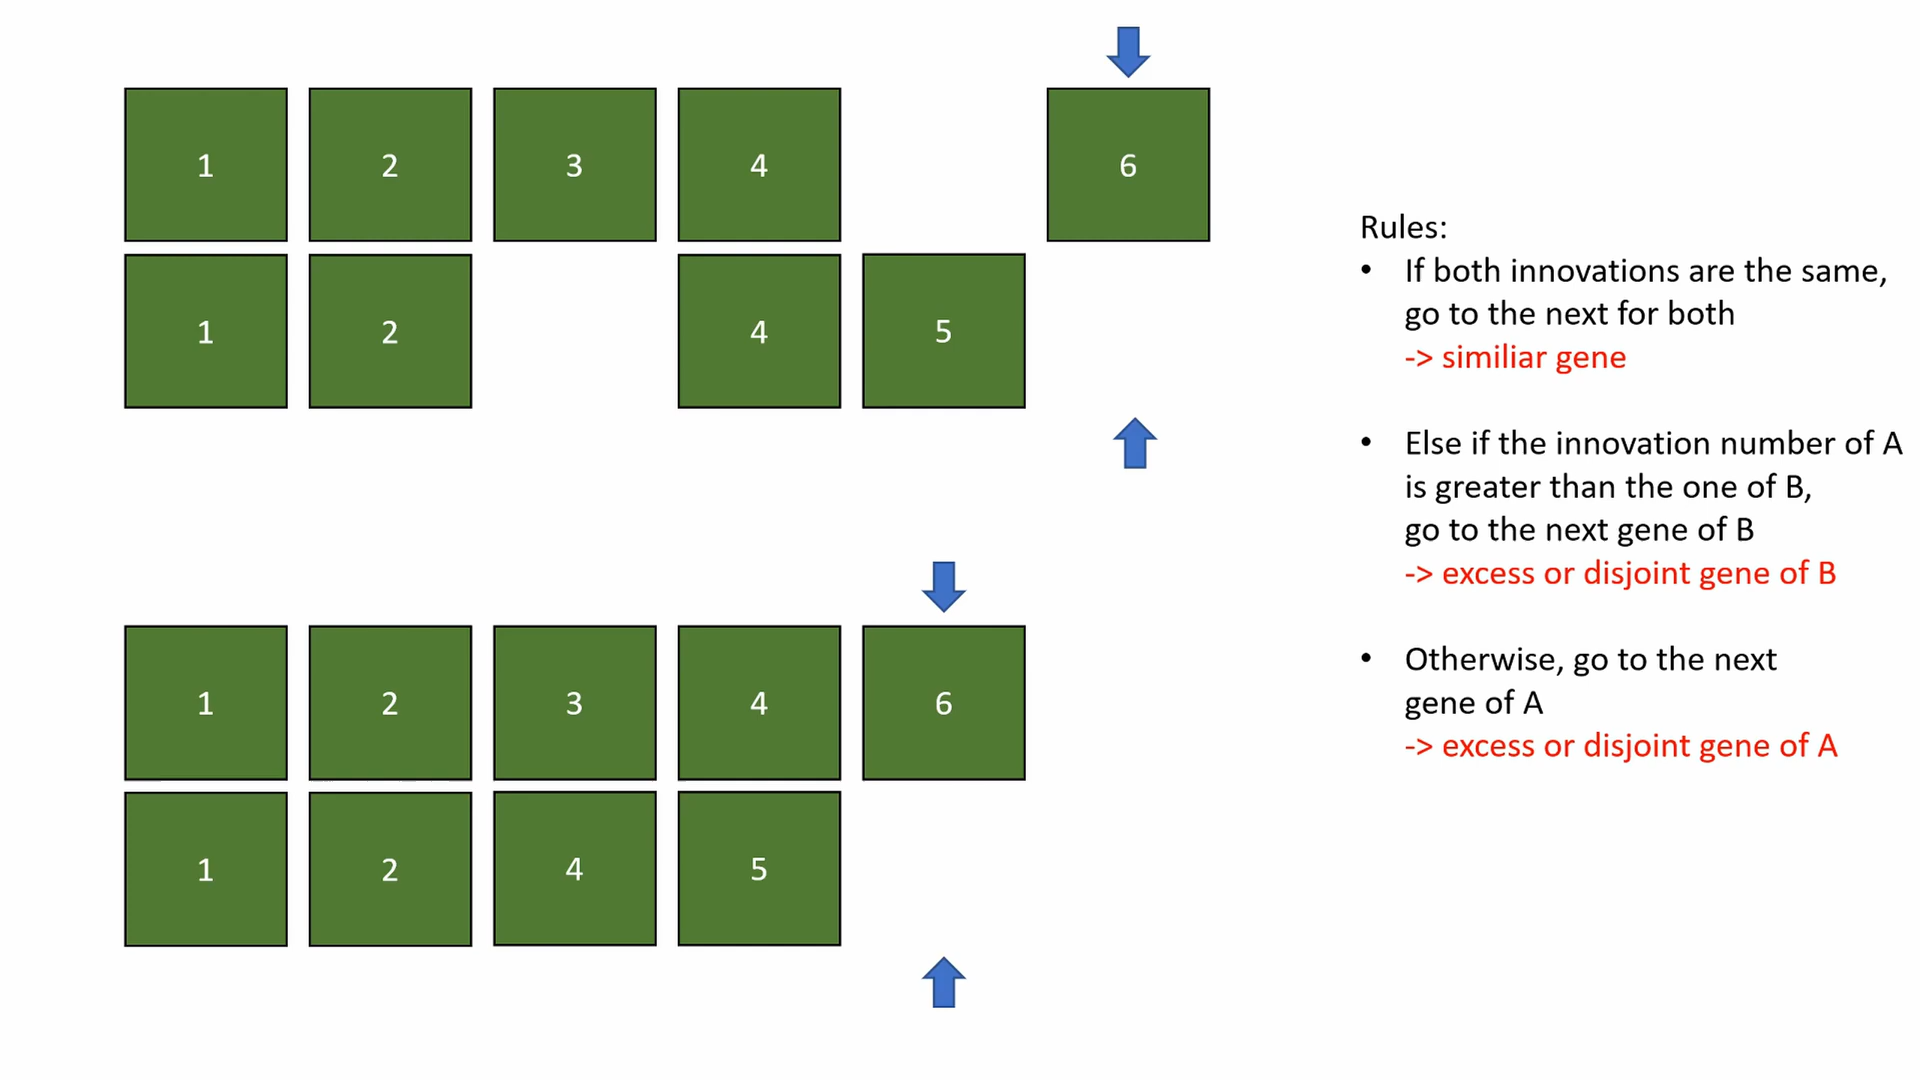 1 2 3 4 6
1 2 4 5
1 2 3 4 6
1 2 4 5
Rules:
• If both innovations are the same,
go to the next for both
-> similiar gene
• Else if the innovation number of A
is greater than the one of B,
go to the next gene of B
-> excess or disjoint gene of B
• Otherwise, go to the next
gene of A
-> excess or disjoint gene of A